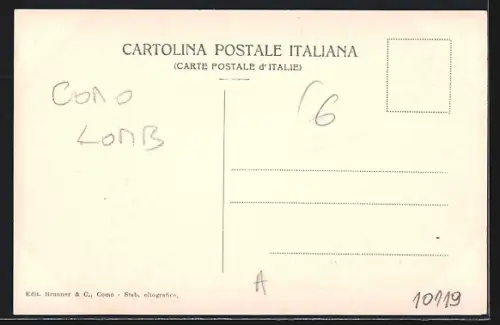 CARTOLINA POSTALE ITALIANA
(CARTE POSTALE d'ITALIE)
COMO
LOMB
6
A
Edit. Brunner & C., Como - Stab. eliografico.
10119